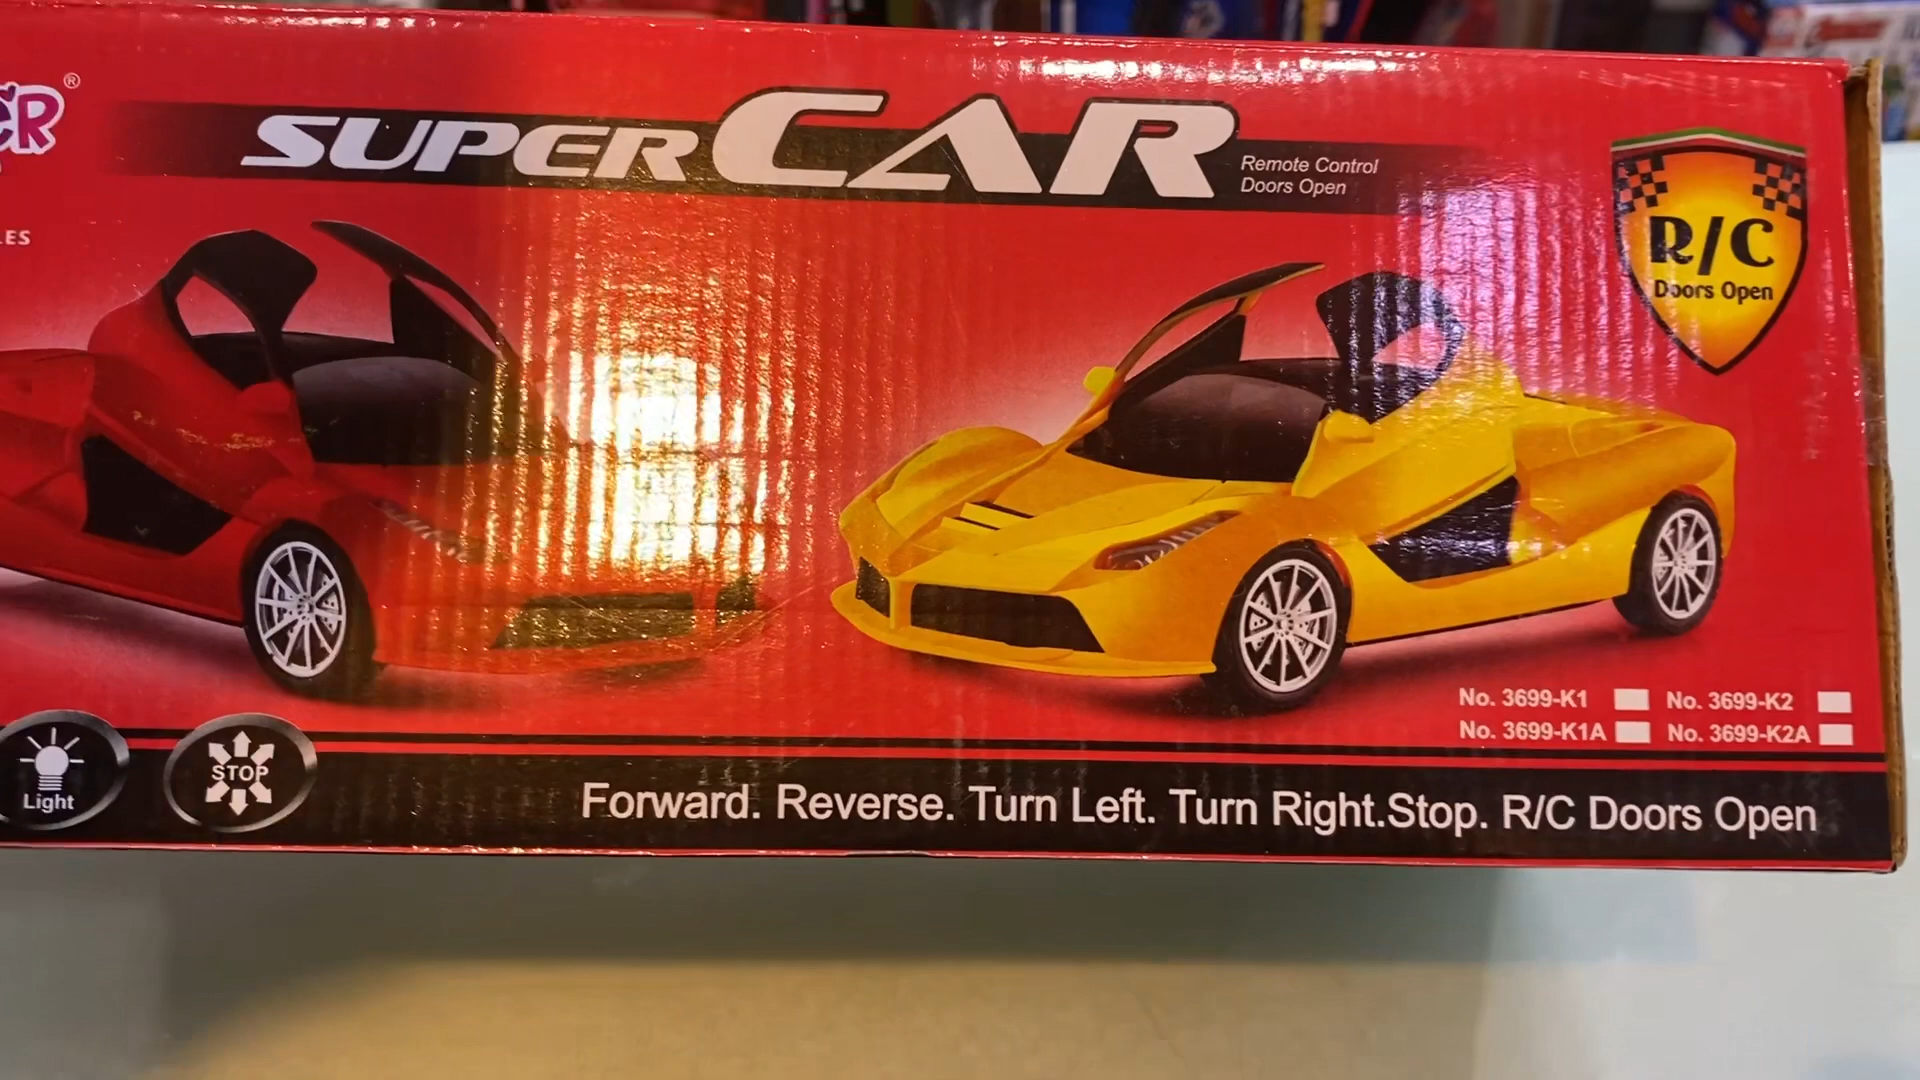 SUPER CAR
Remote Control
Doors Open
R/C
Doors Open
No. 3699-K1
No. 3699-K2
No. 3699-K1A
No. 3699-K2A
Light
STOP
Forward. Reverse. Turn Left. Turn Right.Stop. R/C Doors Open